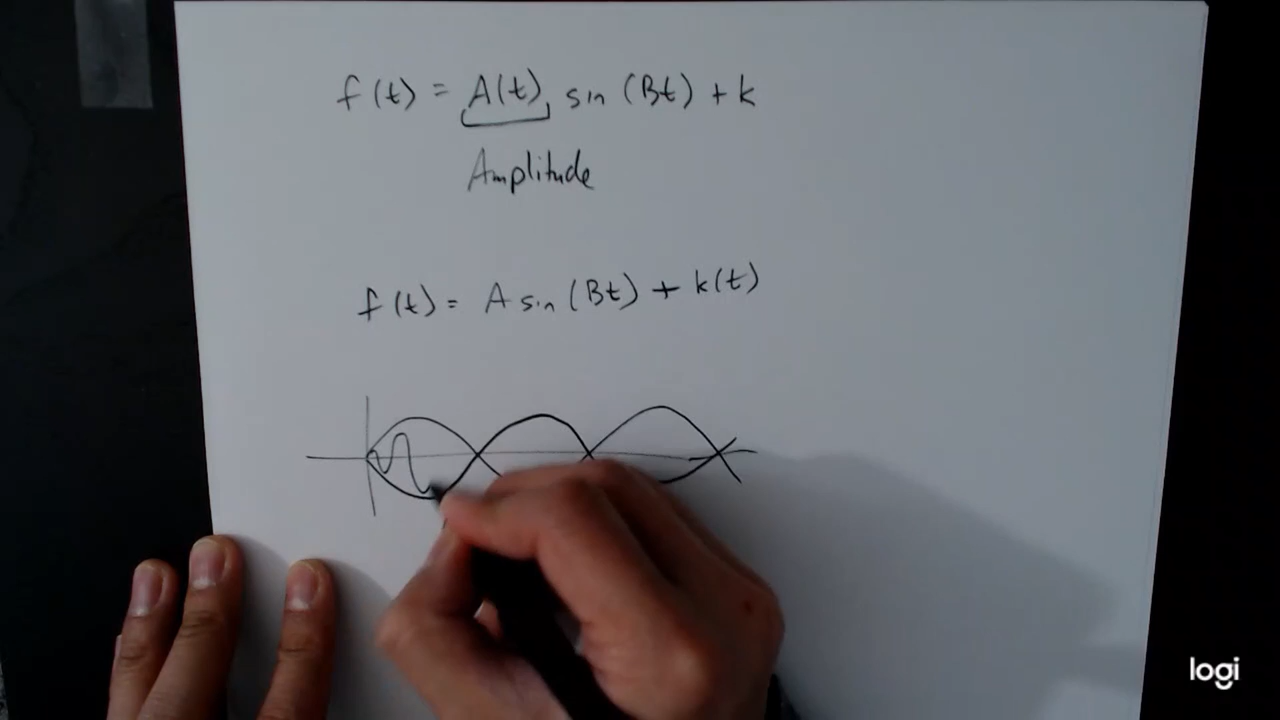 f(t) = A(t) sin (Bt) + k
Amplitude
f(t) = A sin (Bt) + k(t)
logi